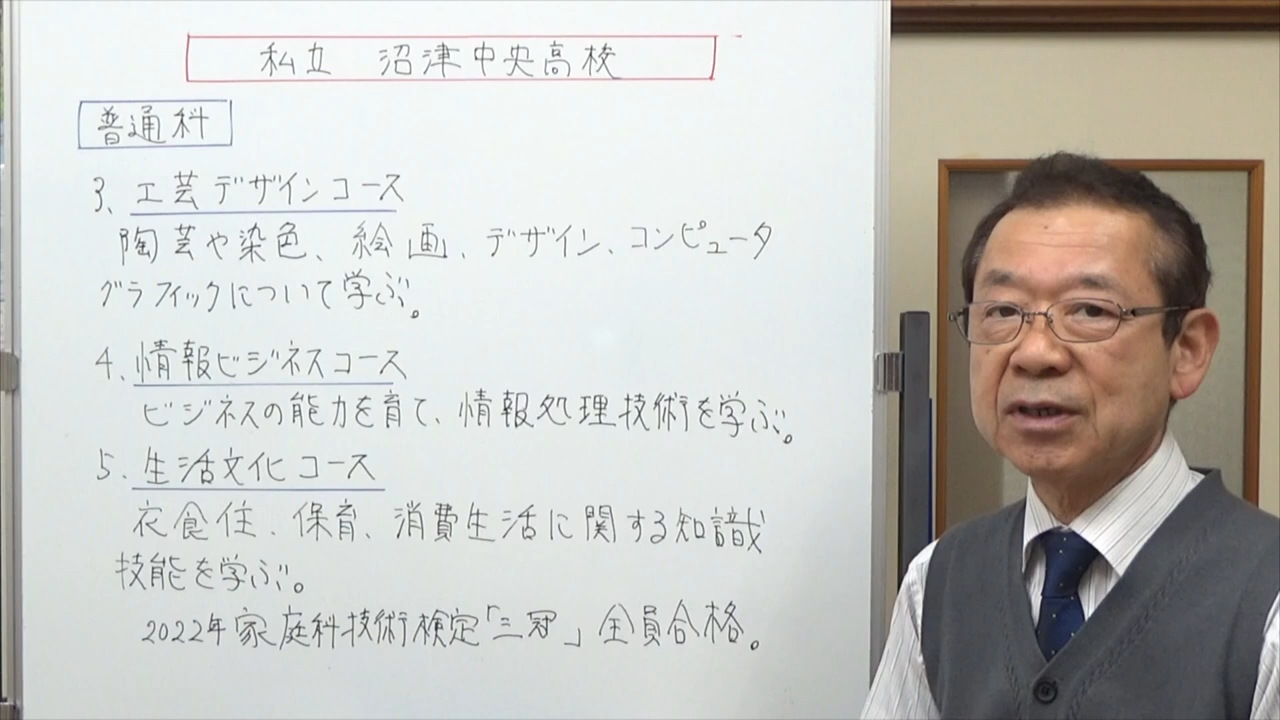 私立 沼津中央高校
普通科
3、工芸デザインコース
陶芸や染色、絵画、デザイン、コンピュータ
グラフィックについて学ぶ。
4、情報ビジネスコース
ビジネスの能力を育て、情報処理技術を学ぶ。
5、生活文化コース
衣食住、保育、消費生活に関する知識
技能を学ぶ。
2022年家庭科技術検定「三冠」全員合格。